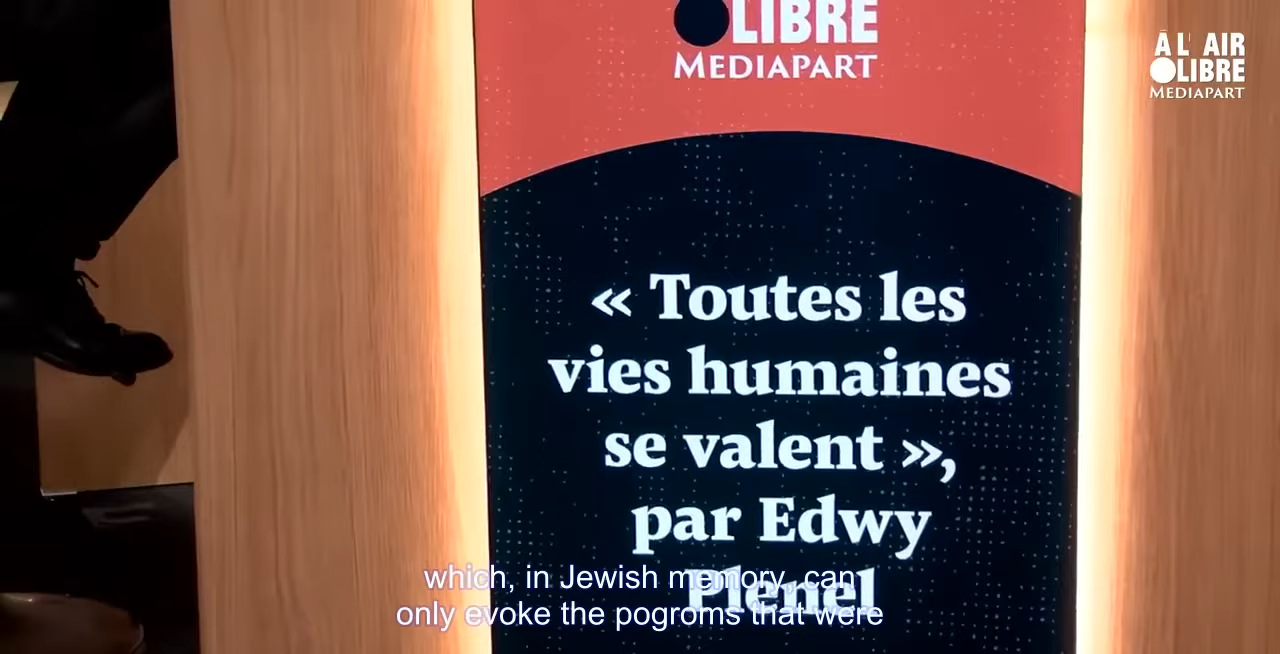 LIBRE
MEDIAPART
À L' AIR
LIBRE
MEDIAPART
« Toutes les
vies humaines
se valent »,
par Edwy
Plenel
which, in Jewish memory, can
only evoke the pogroms that were